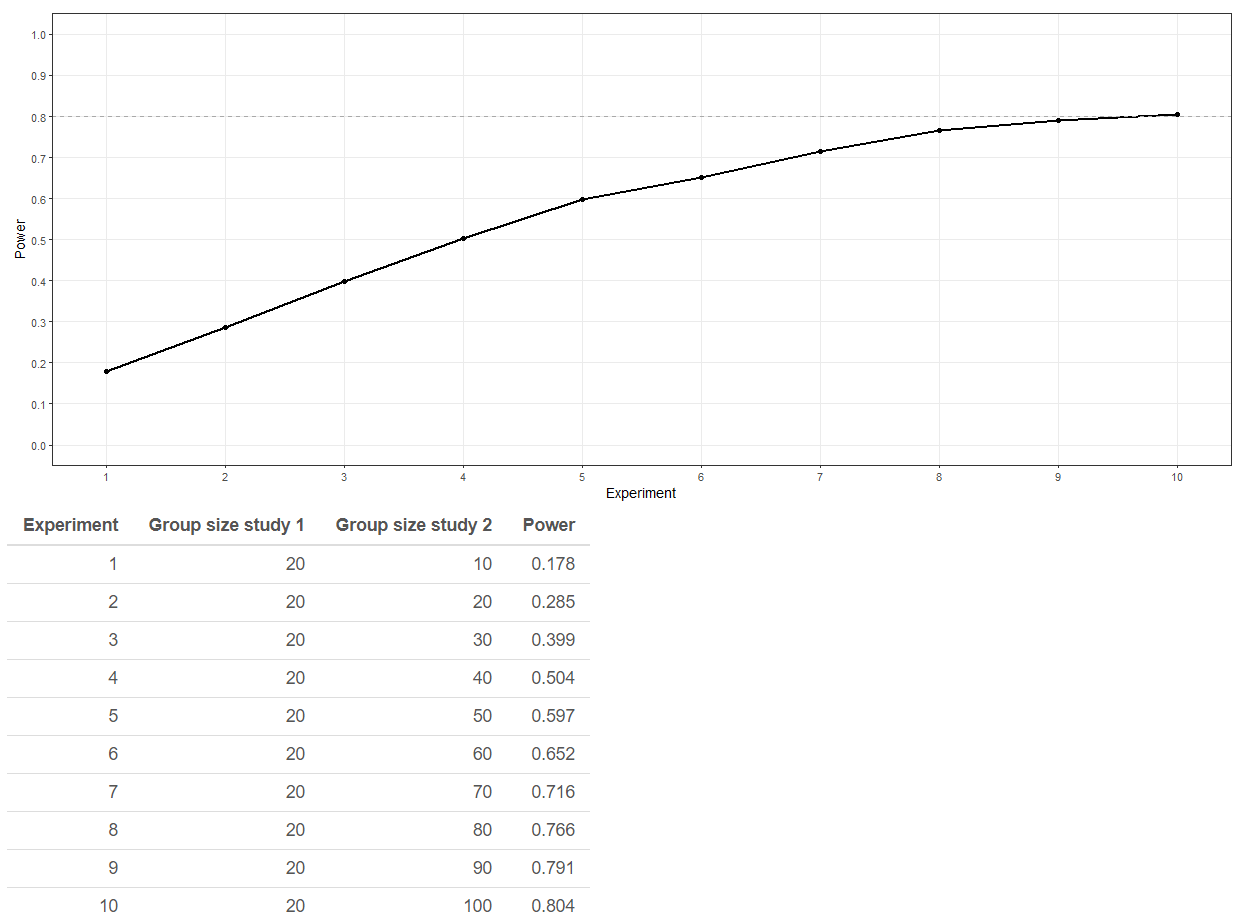 1.0
0.9
0.8
0.7
0.6
0.5
0.4
0.3
0.2
0.1
0.0
Power
1 2 3 4 5 6 7 8 9 10
Experiment
Experiment Group size study 1 Group size study 2 Power
1 20 10 0.178
2 20 20 0.285
3 20 30 0.399
4 20 40 0.504
5 20 50 0.597
6 20 60 0.652
7 20 70 0.716
8 20 80 0.766
9 20 90 0.791
10 20 100 0.804